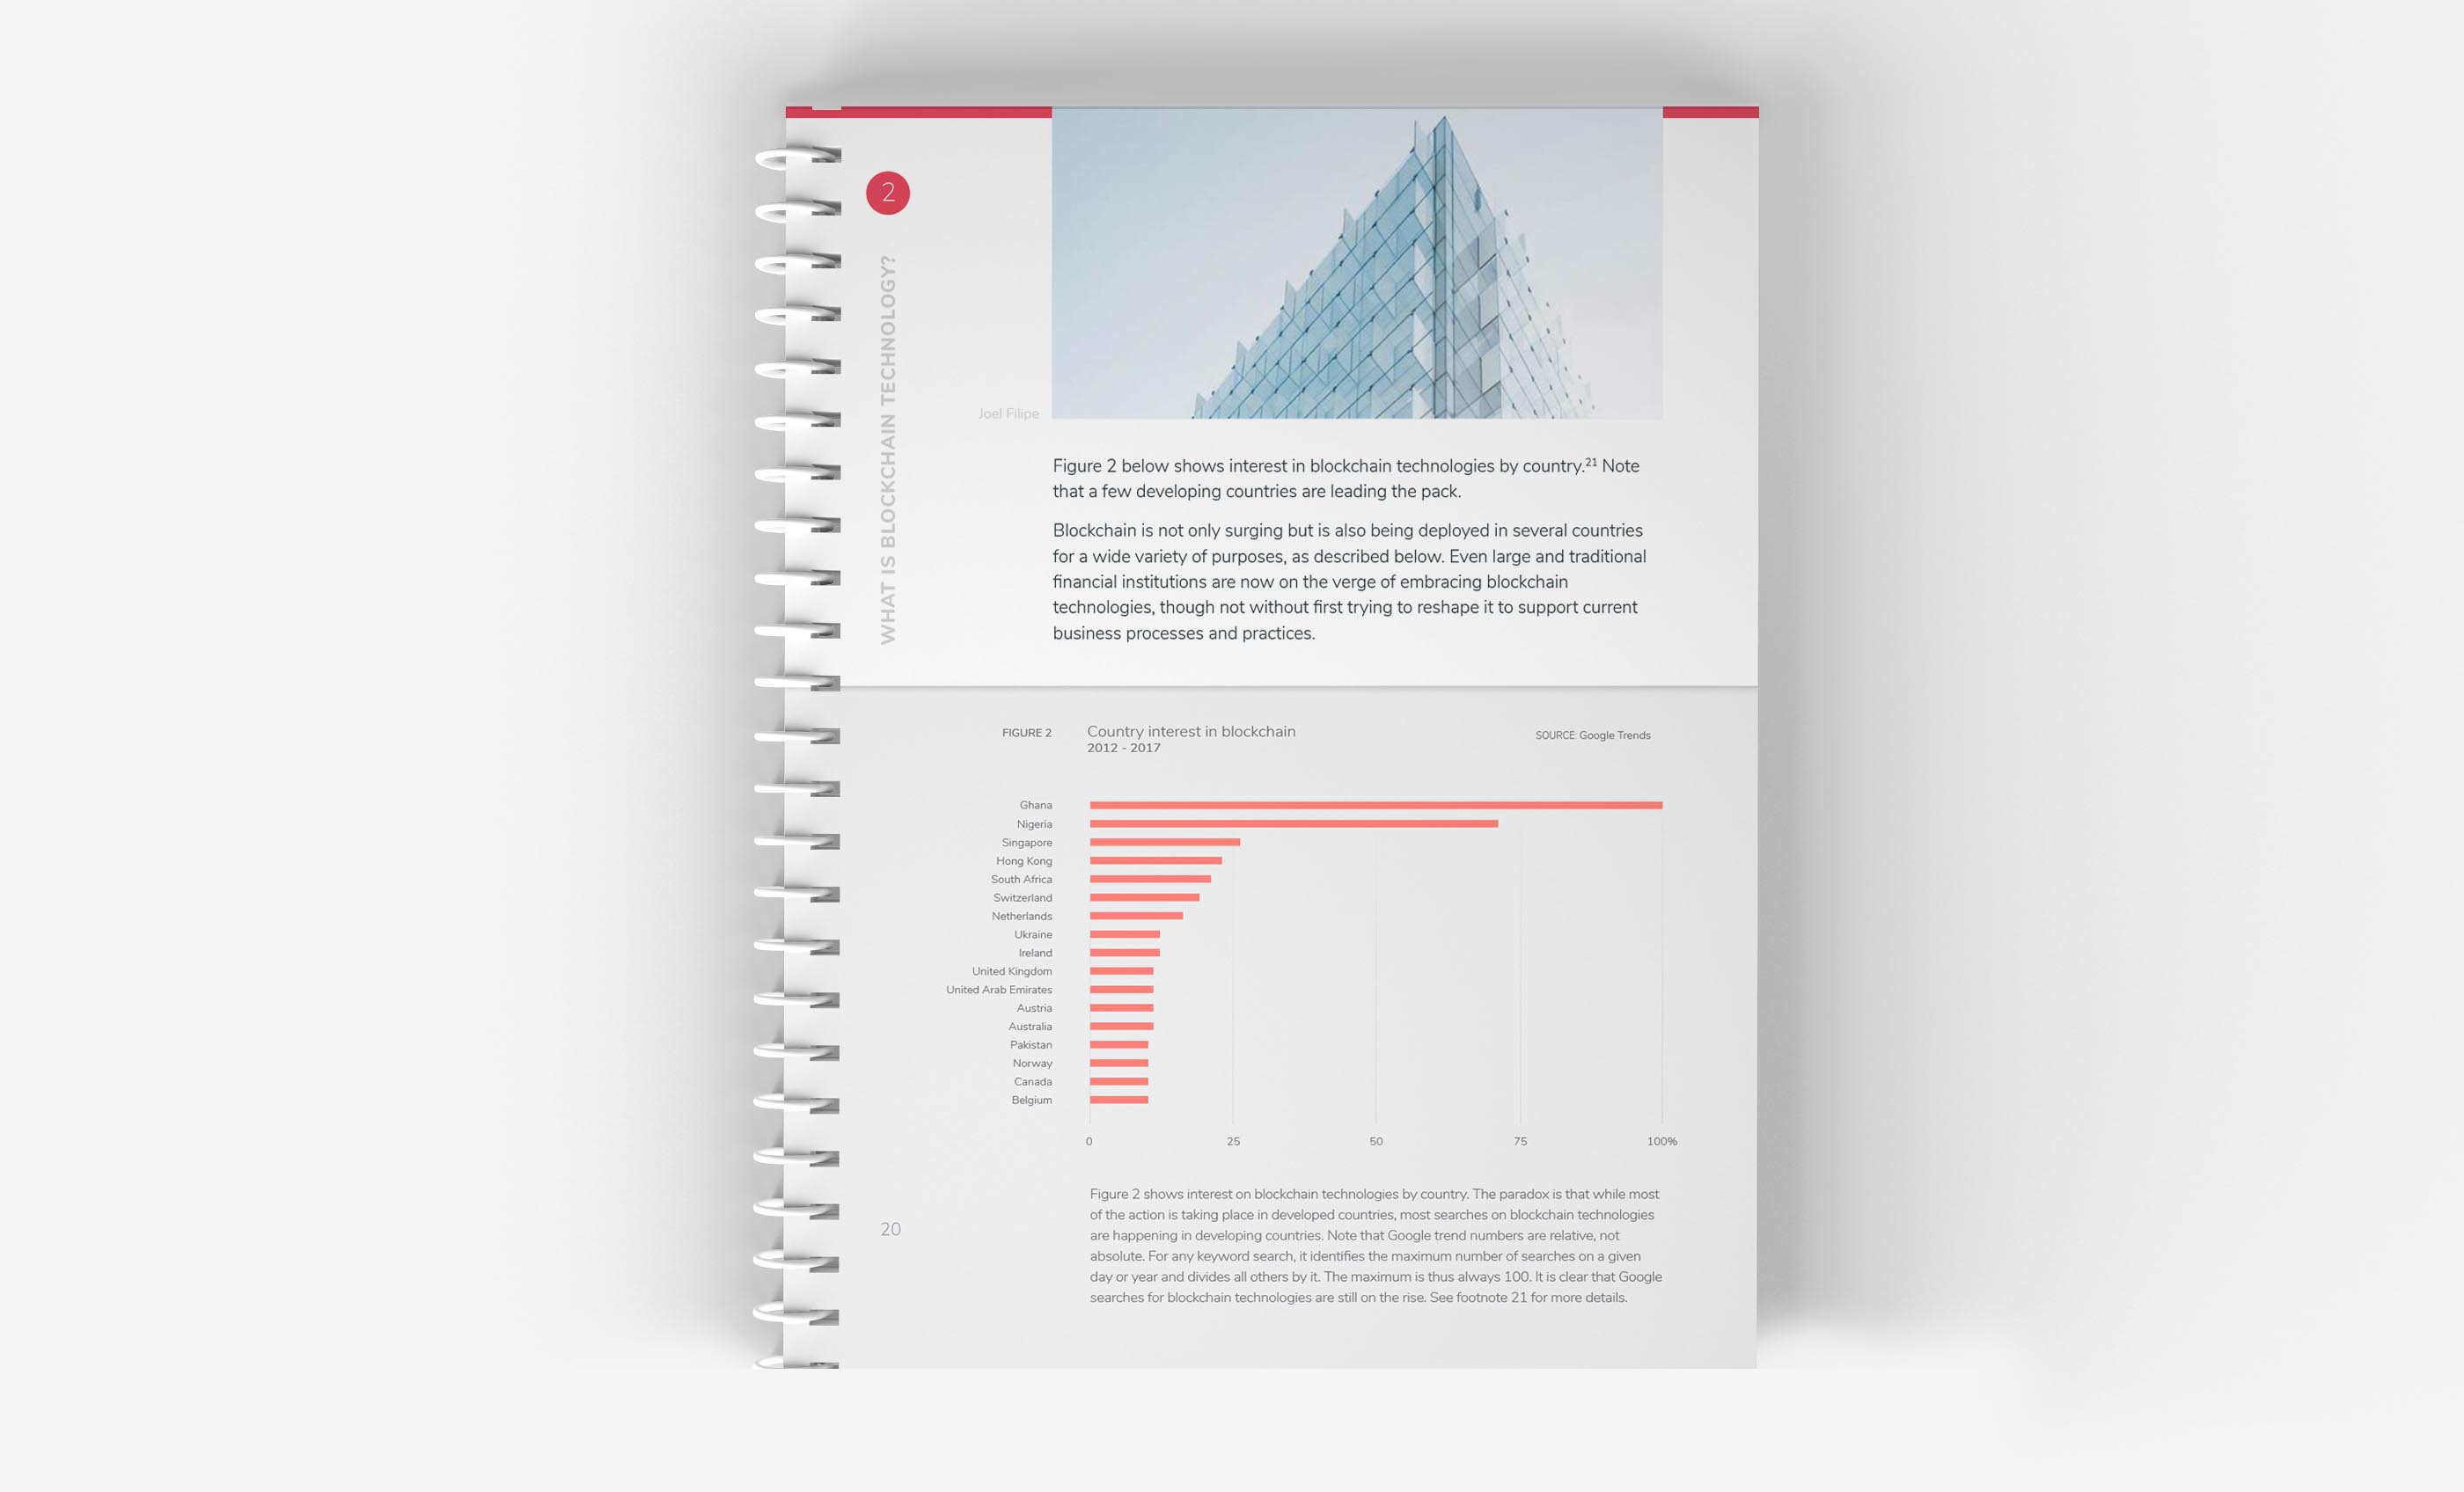 2
WHAT IS BLOCKCHAIN TECHNOLOGY?
Joel Filipe
Figure 2 below shows interest in blockchain technologies by country.²¹ Note
that a few developing countries are leading the pack.
Blockchain is not only surging but is also being deployed in several countries
for a wide variety of purposes, as described below. Even large and traditional
financial institutions are now on the verge of embracing blockchain
technologies, though not without first trying to reshape it to support current
business processes and practices.
FIGURE 2
Country interest in blockchain
2012 - 2017
SOURCE: Google Trends
Ghana
Nigeria
Singapore
Hong Kong
South Africa
Switzerland
Netherlands
Ukraine
Ireland
United Kingdom
United Arab Emirates
Austria
Australia
Pakistan
Norway
Canada
Belgium
0 25 50 75 100%
Figure 2 shows interest on blockchain technologies by country. The paradox is that while most
of the action is taking place in developed countries, most searches on blockchain technologies
are happening in developing countries. Note that Google trend numbers are relative, not
absolute. For any keyword search, it identifies the maximum number of searches on a given
day or year and divides all others by it. The maximum is thus always 100. It is clear that Google
searches for blockchain technologies are still on the rise. See footnote 21 for more details.
20